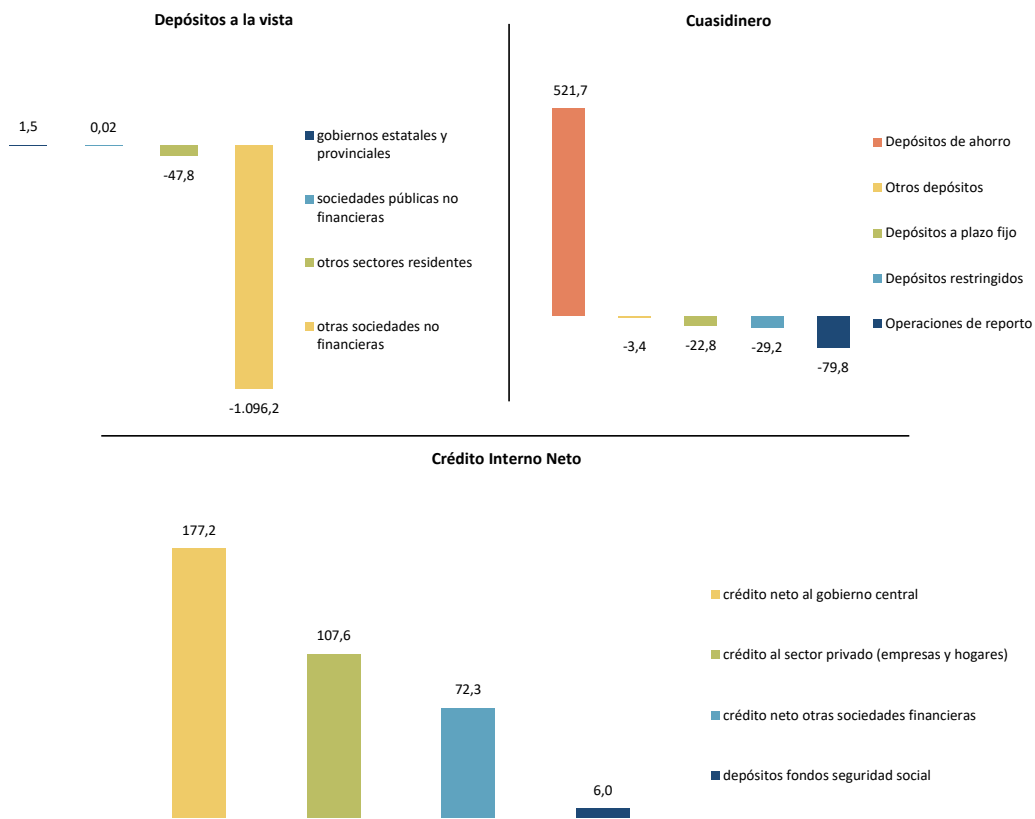 Depósitos a la vista
1,5
0,02
-47,8
-1.096,2
gobiernos estatales y
provinciales
sociedades públicas no
financieras
otros sectores residentes
otras sociedades no
financieras
Cuasidinero
521,7
-3,4
-22,8
-29,2
-79,8
Depósitos de ahorro
Otros depósitos
Depósitos a plazo fijo
Depósitos restringidos
Operaciones de reporto
Crédito Interno Neto
177,2
107,6
72,3
6,0
crédito neto al gobierno central
crédito al sector privado (empresas y hogares)
crédito neto otras sociedades financieras
depósitos fondos seguridad social